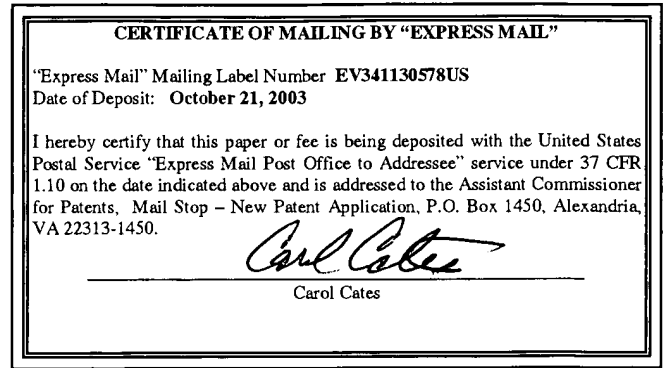 CERTIFICATE OF MAILING BY "EXPRESS MAIL"
"Express Mail" Mailing Label Number EV341130578US
Date of Deposit: October 21, 2003
I hereby certify that this paper or fee is being deposited with the United States
Postal Service "Express Mail Post Office to Addressee" service under 37 CFR
1.10 on the date indicated above and is addressed to the Assistant Commissioner
for Patents, Mail Stop – New Patent Application, P.O. Box 1450, Alexandria,
VA 22313-1450.
Carol Cates
Carol Cates